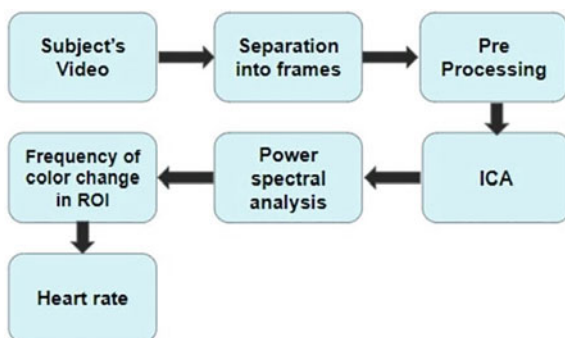 Subject's
Video
Separation
into frames
Pre
Processing
ICA
Power
spectral
analysis
Frequency of
color change
in ROI
Heart rate